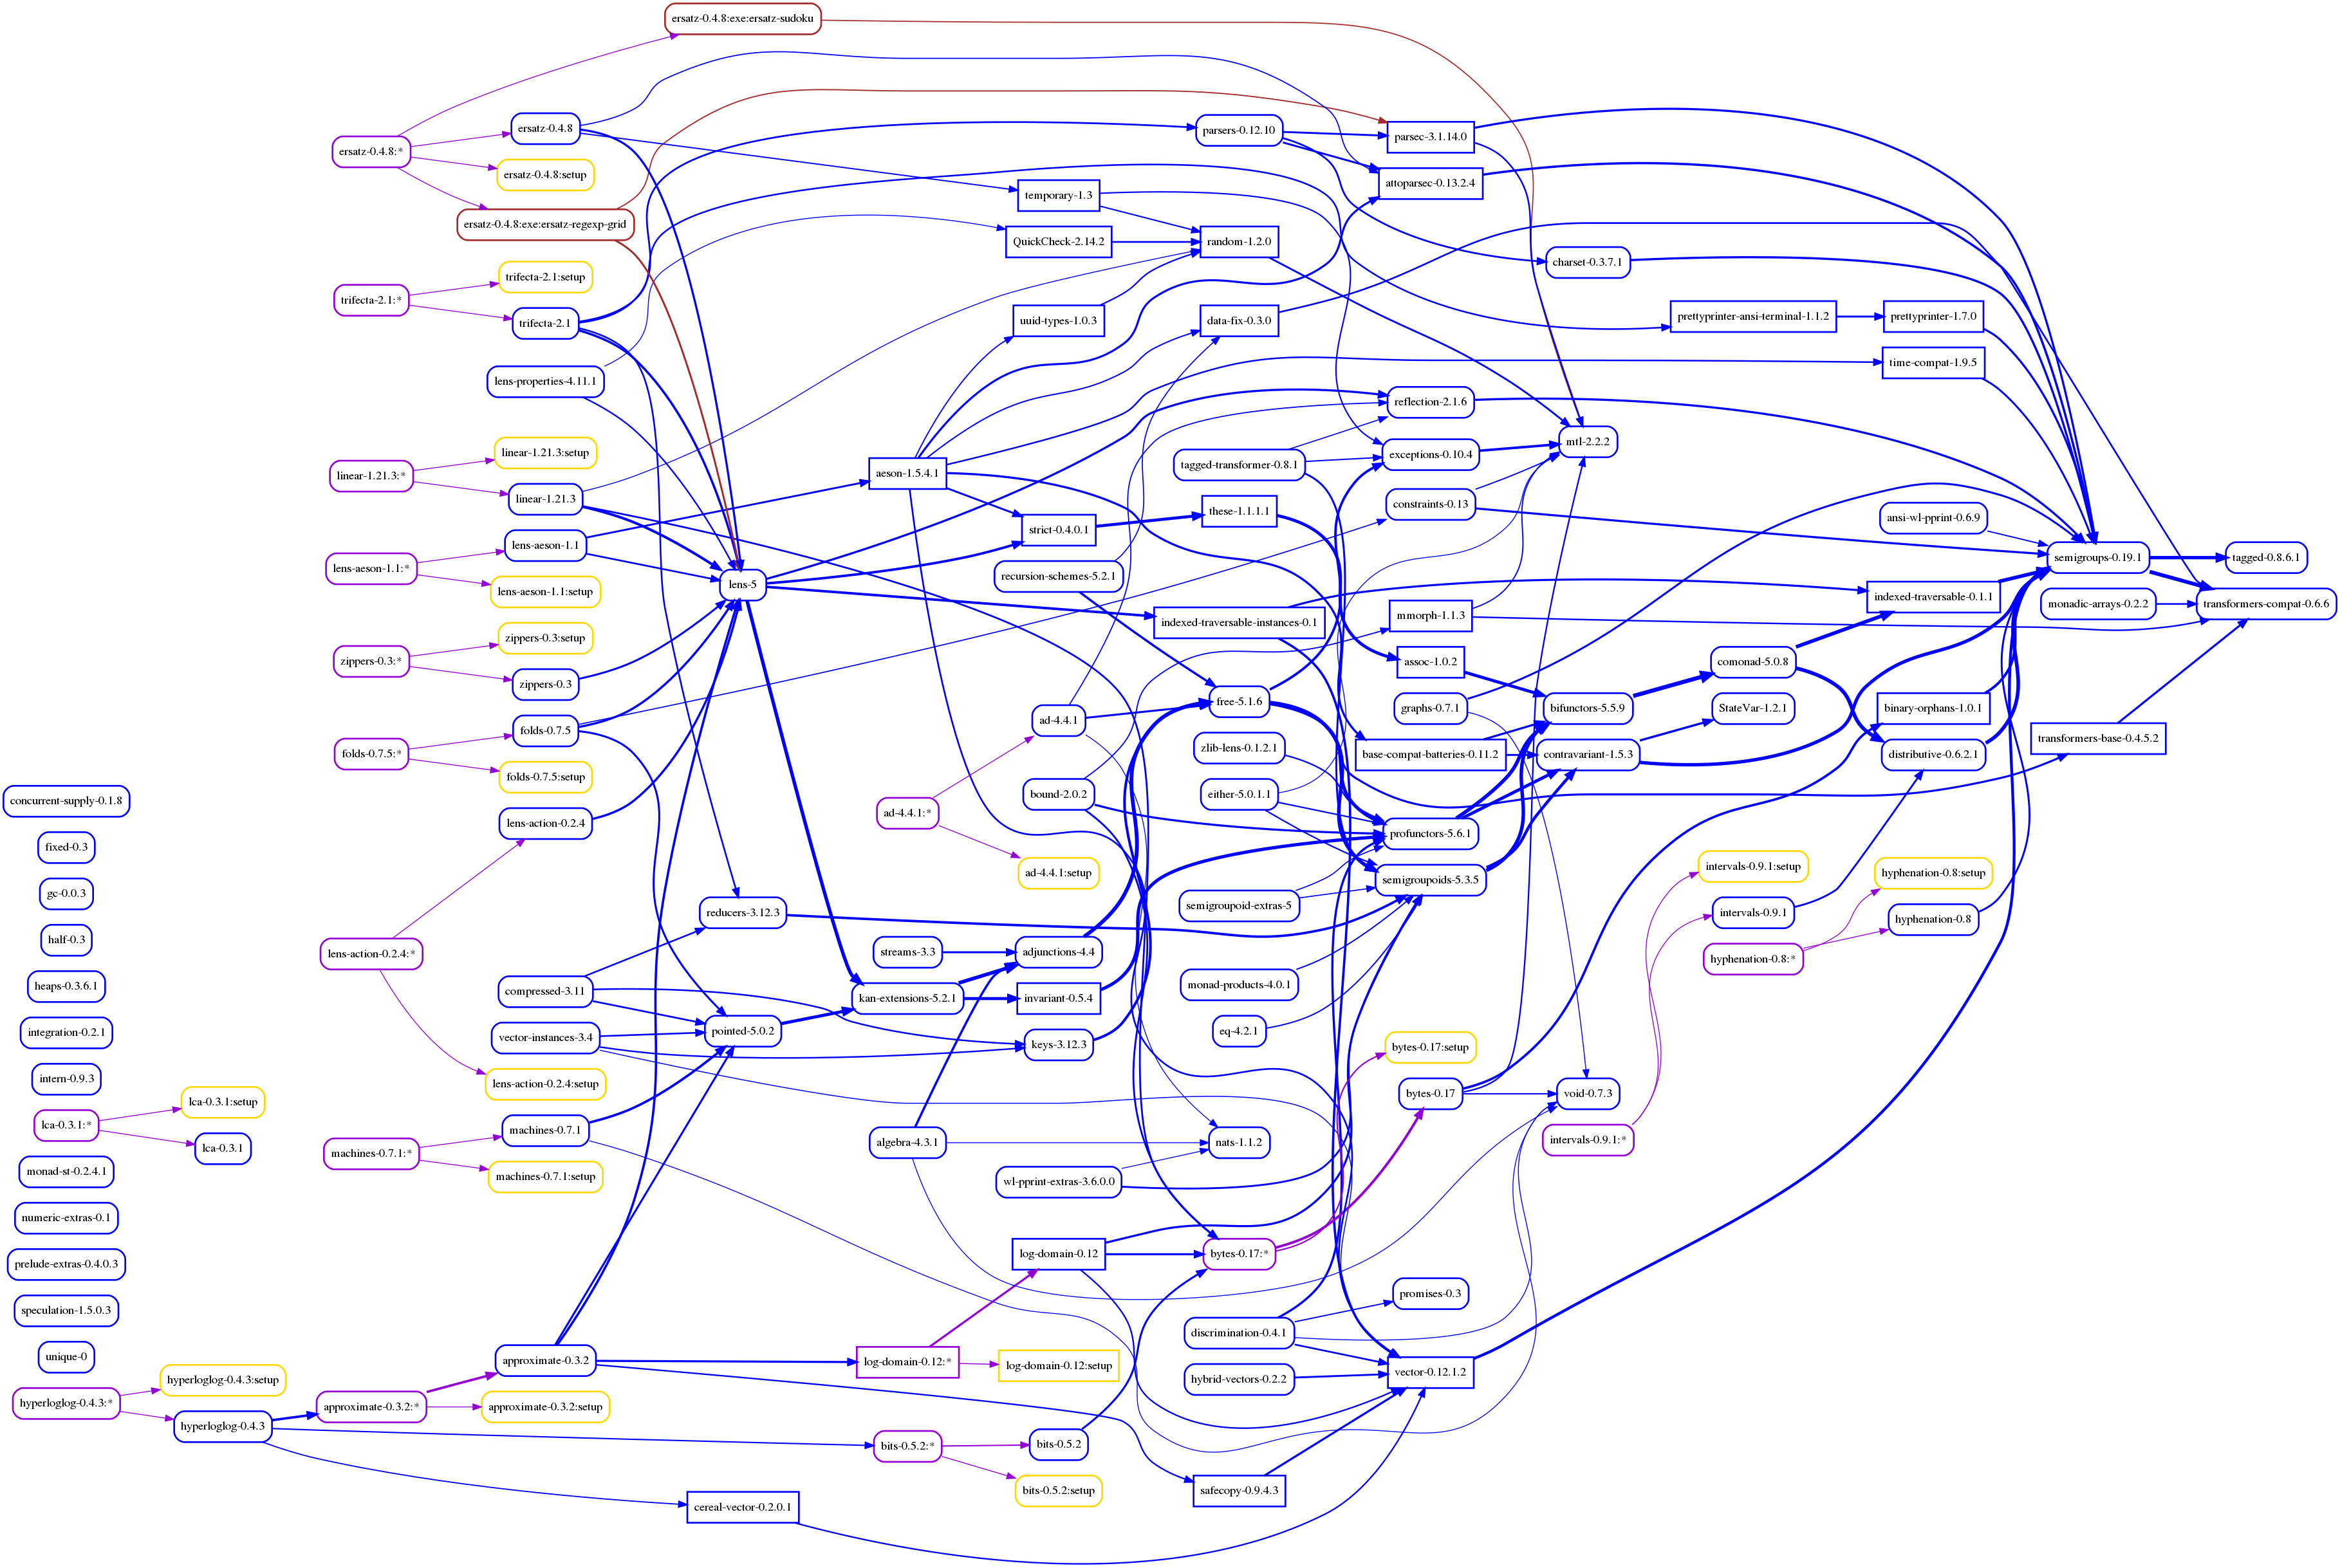 concurrent-supply-0.1.8
fixed-0.3
gc-0.0.3
half-0.3
heaps-0.3.6.1
integration-0.2.1
intern-0.9.3
lca-0.3.1:*
monad-st-0.2.4.1
numeric-extras-0.1
prelude-extras-0.4.0.3
speculation-1.5.0.3
unique-0
hyperloglog-0.4.3:*
lca-0.3.1:setup
lca-0.3.1
hyperloglog-0.4.3:setup
hyperloglog-0.4.3
ersatz-0.4.8:*
trifecta-2.1:*
linear-1.21.3:*
lens-aeson-1.1:*
zippers-0.3:*
folds-0.7.5:*
lens-action-0.2.4:*
machines-0.7.1:*
approximate-0.3.2:*
ersatz-0.4.8
ersatz-0.4.8:setup
ersatz-0.4.8:exe:ersatz-regexp-grid
trifecta-2.1:setup
trifecta-2.1
lens-properties-4.11.1
linear-1.21.3:setup
linear-1.21.3
lens-aeson-1.1
lens-aeson-1.1:setup
zippers-0.3:setup
zippers-0.3
folds-0.7.5
folds-0.7.5:setup
lens-action-0.2.4
compressed-3.11
vector-instances-3.4
lens-action-0.2.4:setup
machines-0.7.1
machines-0.7.1:setup
approximate-0.3.2
approximate-0.3.2:setup
ersatz-0.4.8:exe:ersatz-sudoku
lens-5
reducers-3.12.3
pointed-5.0.2
cereal-vector-0.2.0.1
aeson-1.5.4.1
ad-4.4.1:*
streams-3.3
kan-extensions-5.2.1
algebra-4.3.1
log-domain-0.12:*
bits-0.5.2:*
temporary-1.3
QuickCheck-2.14.2
uuid-types-1.0.3
strict-0.4.0.1
recursion-schemes-5.2.1
ad-4.4.1
bound-2.0.2
ad-4.4.1:setup
adjunctions-4.4
invariant-0.5.4
keys-3.12.3
wl-pprint-extras-3.6.0.0
log-domain-0.12
log-domain-0.12:setup
bits-0.5.2
bits-0.5.2:setup
parsers-0.12.10
random-1.2.0
data-fix-0.3.0
tagged-transformer-0.8.1
these-1.1.1.1
indexed-traversable-instances-0.1
free-5.1.6
zlib-lens-0.1.2.1
either-5.0.1.1
semigroupoid-extras-5
monad-products-4.0.1
eq-4.2.1
nats-1.1.2
bytes-0.17:*
discrimination-0.4.1
hybrid-vectors-0.2.2
safecopy-0.9.4.3
parsec-3.1.14.0
attoparsec-0.13.2.4
reflection-2.1.6
exceptions-0.10.4
constraints-0.13
mmorph-1.1.3
assoc-1.0.2
graphs-0.7.1
base-compat-batteries-0.11.2
profunctors-5.6.1
semigroupoids-5.3.5
bytes-0.17:setup
bytes-0.17
promises-0.3
vector-0.12.1.2
charset-0.3.7.1
mtl-2.2.2
bifunctors-5.5.9
contravariant-1.5.3
void-0.7.3
intervals-0.9.1:*
prettyprinter-ansi-terminal-1.1.2
comonad-5.0.8
StateVar-1.2.1
intervals-0.9.1:setup
intervals-0.9.1
hyphenation-0.8:*
prettyprinter-1.7.0
time-compat-1.9.5
ansi-wl-pprint-0.6.9
indexed-traversable-0.1.1
binary-orphans-1.0.1
distributive-0.6.2.1
hyphenation-0.8:setup
hyphenation-0.8
semigroups-0.19.1
monadic-arrays-0.2.2
transformers-base-0.4.5.2
tagged-0.8.6.1
transformers-compat-0.6.6